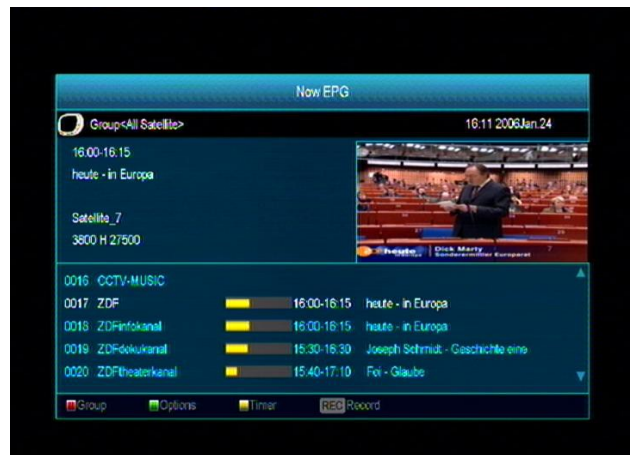 Now EPG
Group<All Satellite>
16:11 2006Jan.24
16:00-16:15
heute - in Europa
Satellite_7
3800 H 27500
heute
Dick Marty
Sonderermittler Europarat
0016 CCTV-MUSIC
0017 ZDF 16:00-16:15 heute - in Europa
0018 ZDFinfokanal 16:00-16:15 heute - in Europa
0019 ZDFdokukanal 15:30-16:30 Joseph Schmidt - Geschichte eine
0020 ZDFtheaterkanal 15:40-17:10 Foi - Glaube
Group Options Timer REC Record